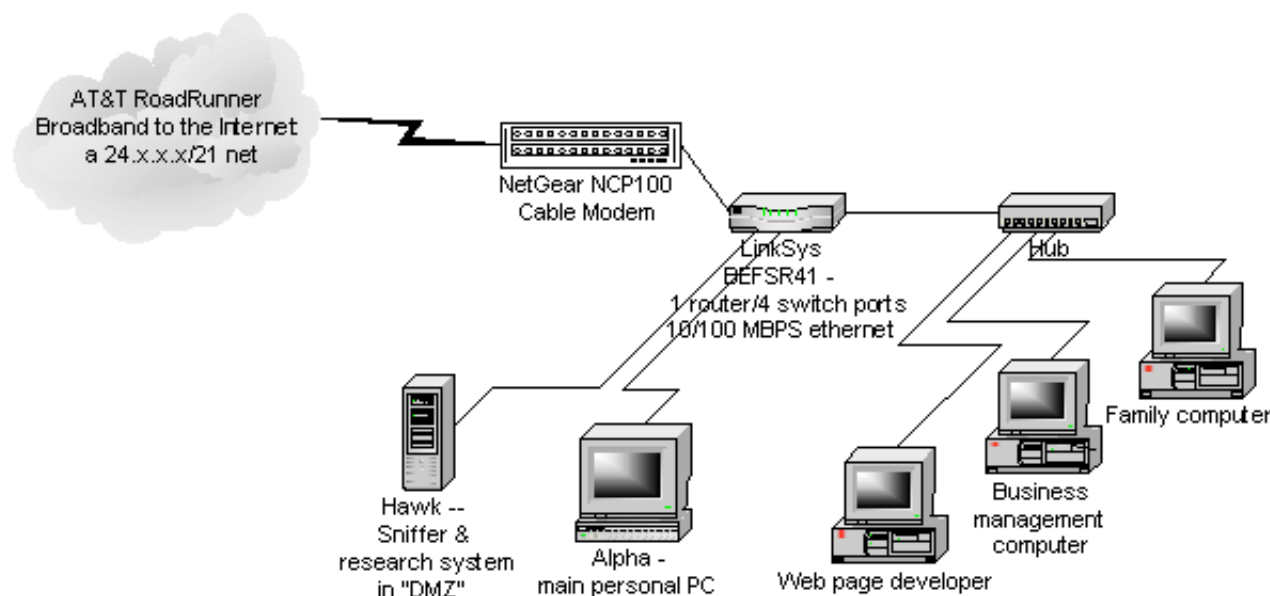 AT&T RoadRunner
Broadband to the Internet
a 24.x.x.x/21 net
NetGear NCP100
Cable Modem
LinkSys
BEFSR41 -
1 router/4 switch ports
10/100 MBPS ethernet
Hub
Family computer
Business
management
computer
Web page developer
Alpha -
main personal PC
Hawk --
Sniffer &
research system
in "DMZ"